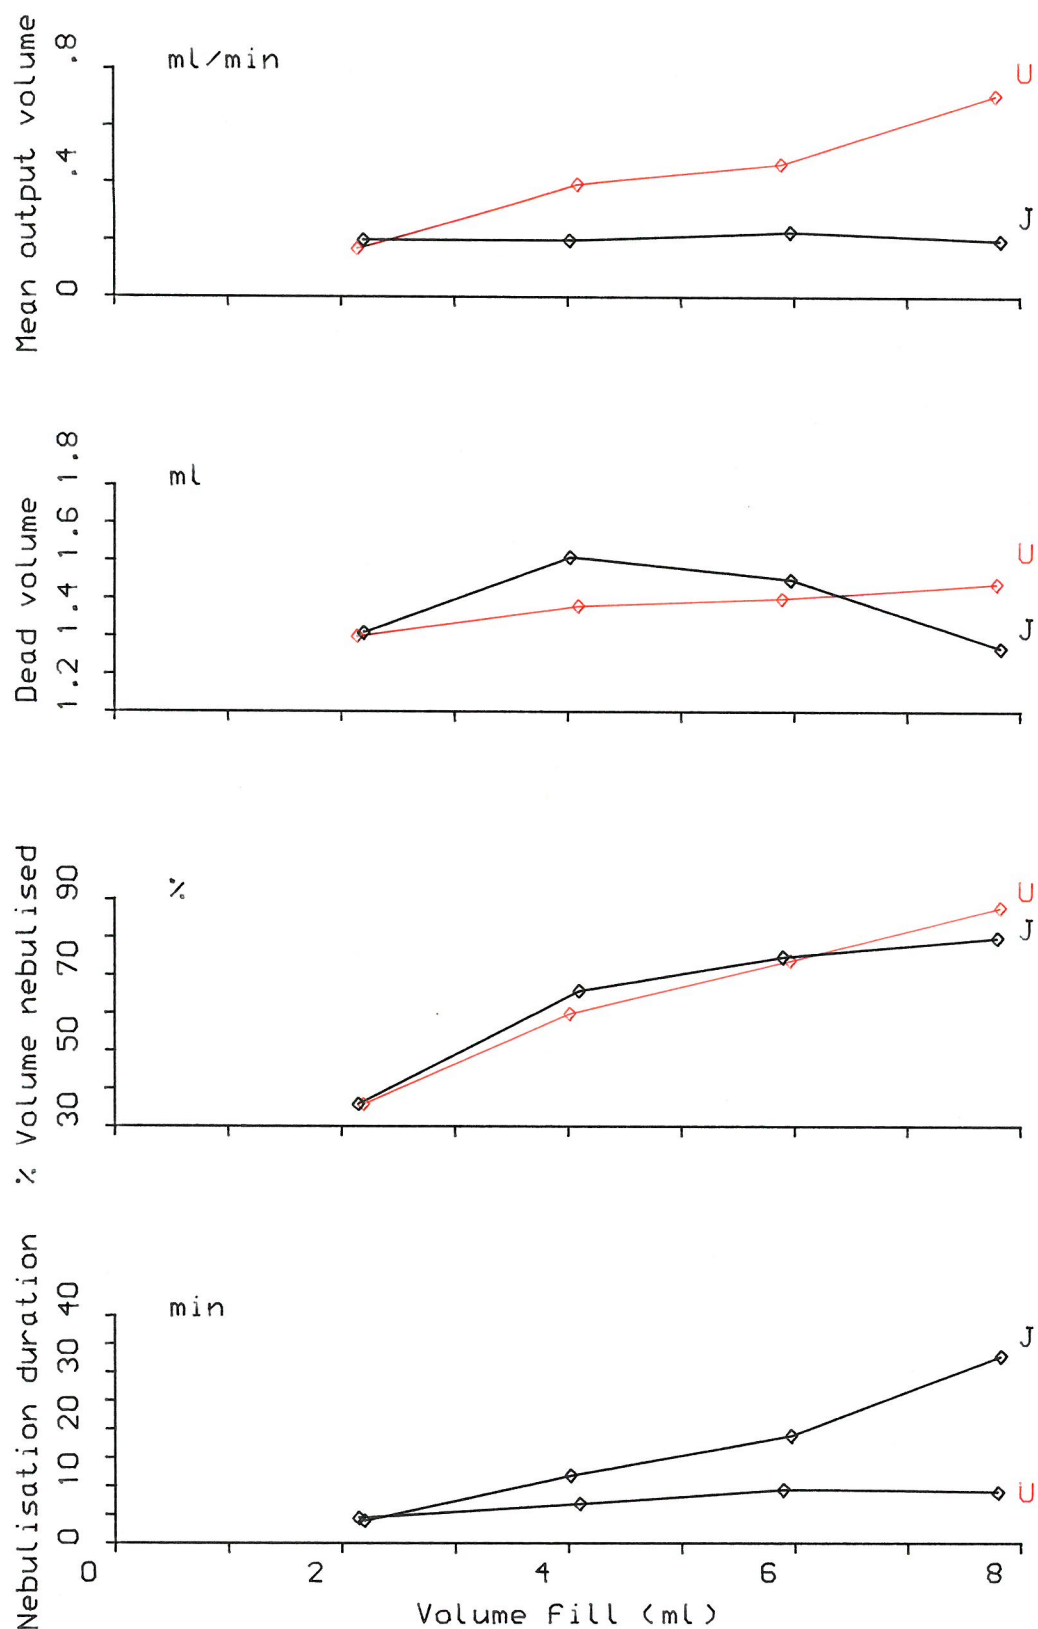 Mean output volume
0 .4 .8
ml/min
U
J
Dead volume
1.2 1.4 1.6 1.8
ml
U
J
% Volume nebulised
30 50 70 90
%
U
J
Nebulisation duration
0 10 20 30 40
min
J
U
0 2 4 6 8
Volume Fill (ml)